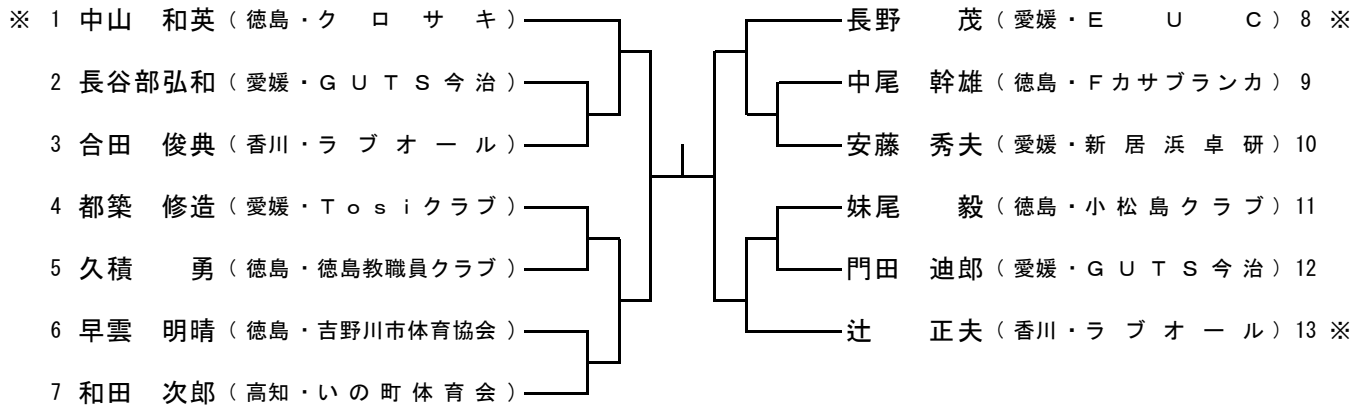 ※ 1 中山 和英 (徳島・クロサキ)
2 長谷部弘和 (愛媛・GUTS今治)
3 合田 俊典 (香川・ラブオール)
4 都築 修造 (愛媛・Tosiクラブ)
5 久積 勇 (徳島・徳島教職員クラブ)
6 早雲 明晴 (徳島・吉野川市体育協会)
7 和田 次郎 (高知・いの町体育会)
長野 茂 (愛媛・EUC) 8 ※
中尾 幹雄 (徳島・Fカサブランカ) 9
安藤 秀夫 (愛媛・新居浜卓研) 10
妹尾 毅 (徳島・小松島クラブ) 11
門田 迪郎 (愛媛・GUTS今治) 12
辻 正夫 (香川・ラブオール) 13 ※